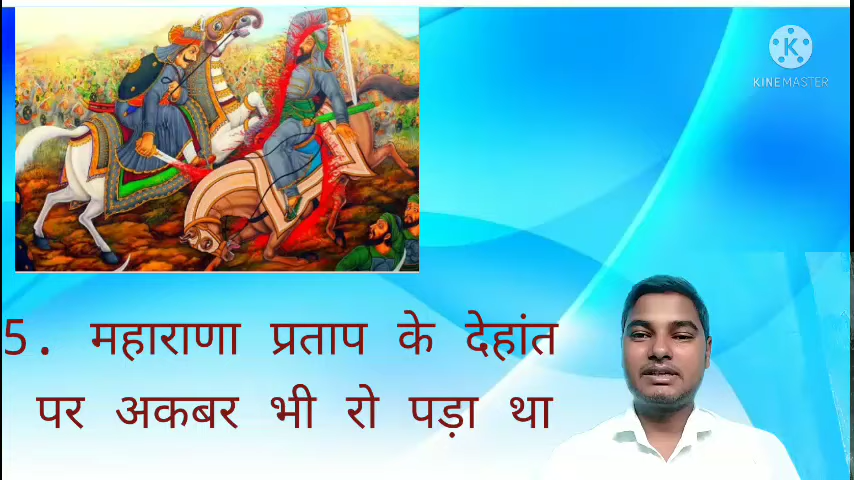 KINEMASTER
5. महाराणा प्रताप के देहांत
पर अकबर भी रो पड़ा था